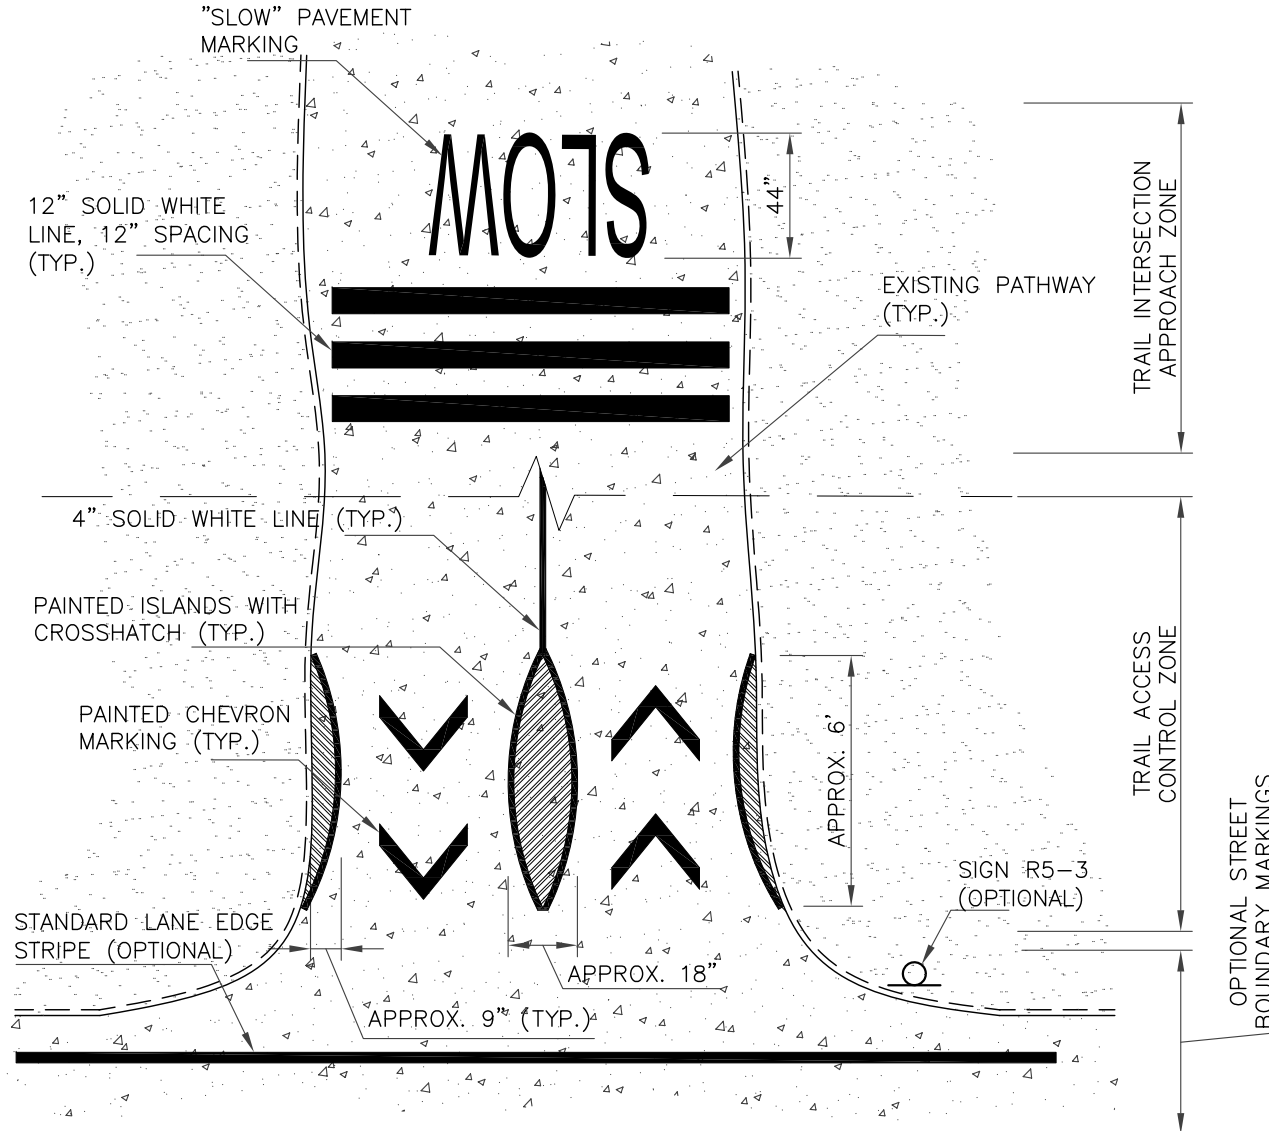 "SLOW" PAVEMENT
MARKING
SLOW
44"
12" SOLID WHITE
LINE, 12" SPACING
(TYP.)
EXISTING PATHWAY
(TYP.)
TRAIL INTERSECTION
APPROACH ZONE
4" SOLID WHITE LINE (TYP.)
PAINTED ISLANDS WITH
CROSSHATCH (TYP.)
PAINTED CHEVRON
MARKING (TYP.)
APPROX. 6'
TRAIL ACCESS
CONTROL ZONE
SIGN R5-3
(OPTIONAL)
STANDARD LANE EDGE
STRIPE (OPTIONAL)
APPROX. 18"
APPROX. 9" (TYP.)
OPTIONAL STREET
BOUNDARY MARKINGS